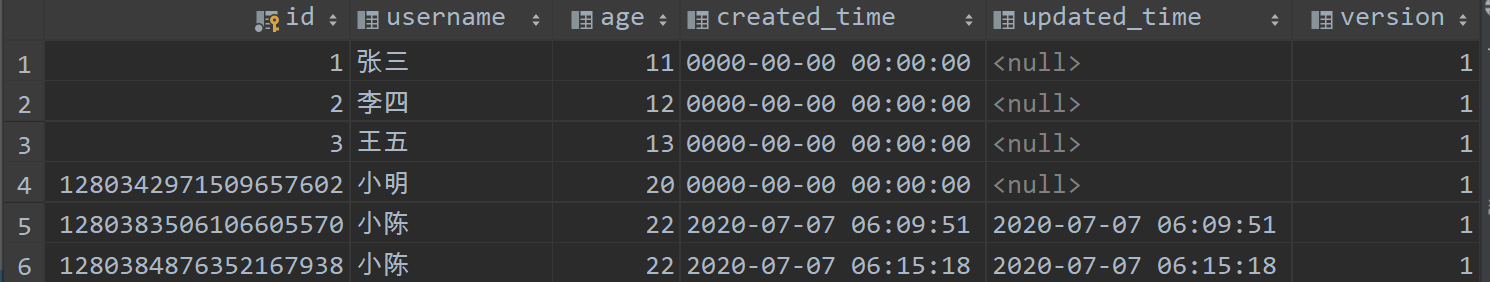 id username age created_time updated_time version
1 1 张三 11 0000-00-00 00:00:00 <null> 1
2 2 李四 12 0000-00-00 00:00:00 <null> 1
3 3 王五 13 0000-00-00 00:00:00 <null> 1
4 1280342971509657602 小明 20 0000-00-00 00:00:00 <null> 1
5 1280383506106605570 小陈 22 2020-07-07 06:09:51 2020-07-07 06:09:51 1
6 1280384876352167938 小陈 22 2020-07-07 06:15:18 2020-07-07 06:15:18 1